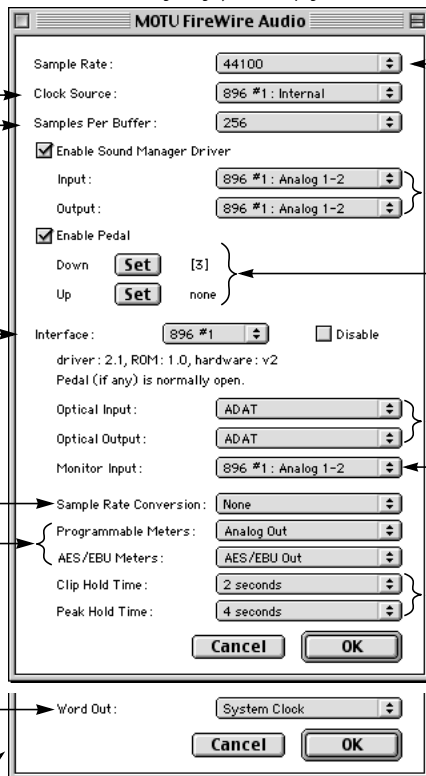 MOTU FireWire Audio
Sample Rate: 44100
Clock Source: 896 #1: Internal
Samples Per Buffer: 256
Enable Sound Manager Driver
Input: 896 #1: Analog 1-2
Output: 896 #1: Analog 1-2
Enable Pedal
Down Set [3]
Up Set none
Interface: 896 #1 Disable
driver: 2.1, ROM: 1.0, hardware: v2
Pedal (if any) is normally open.
Optical Input: ADAT
Optical Output: ADAT
Monitor Input: 896 #1: Analog 1-2
Sample Rate Conversion: None
Programmable Meters: Analog Out
AES/EBU Meters: AES/EBU Out
Clip Hold Time: 2 seconds
Peak Hold Time: 4 seconds
Cancel OK
Word Out: System Clock
Cancel OK